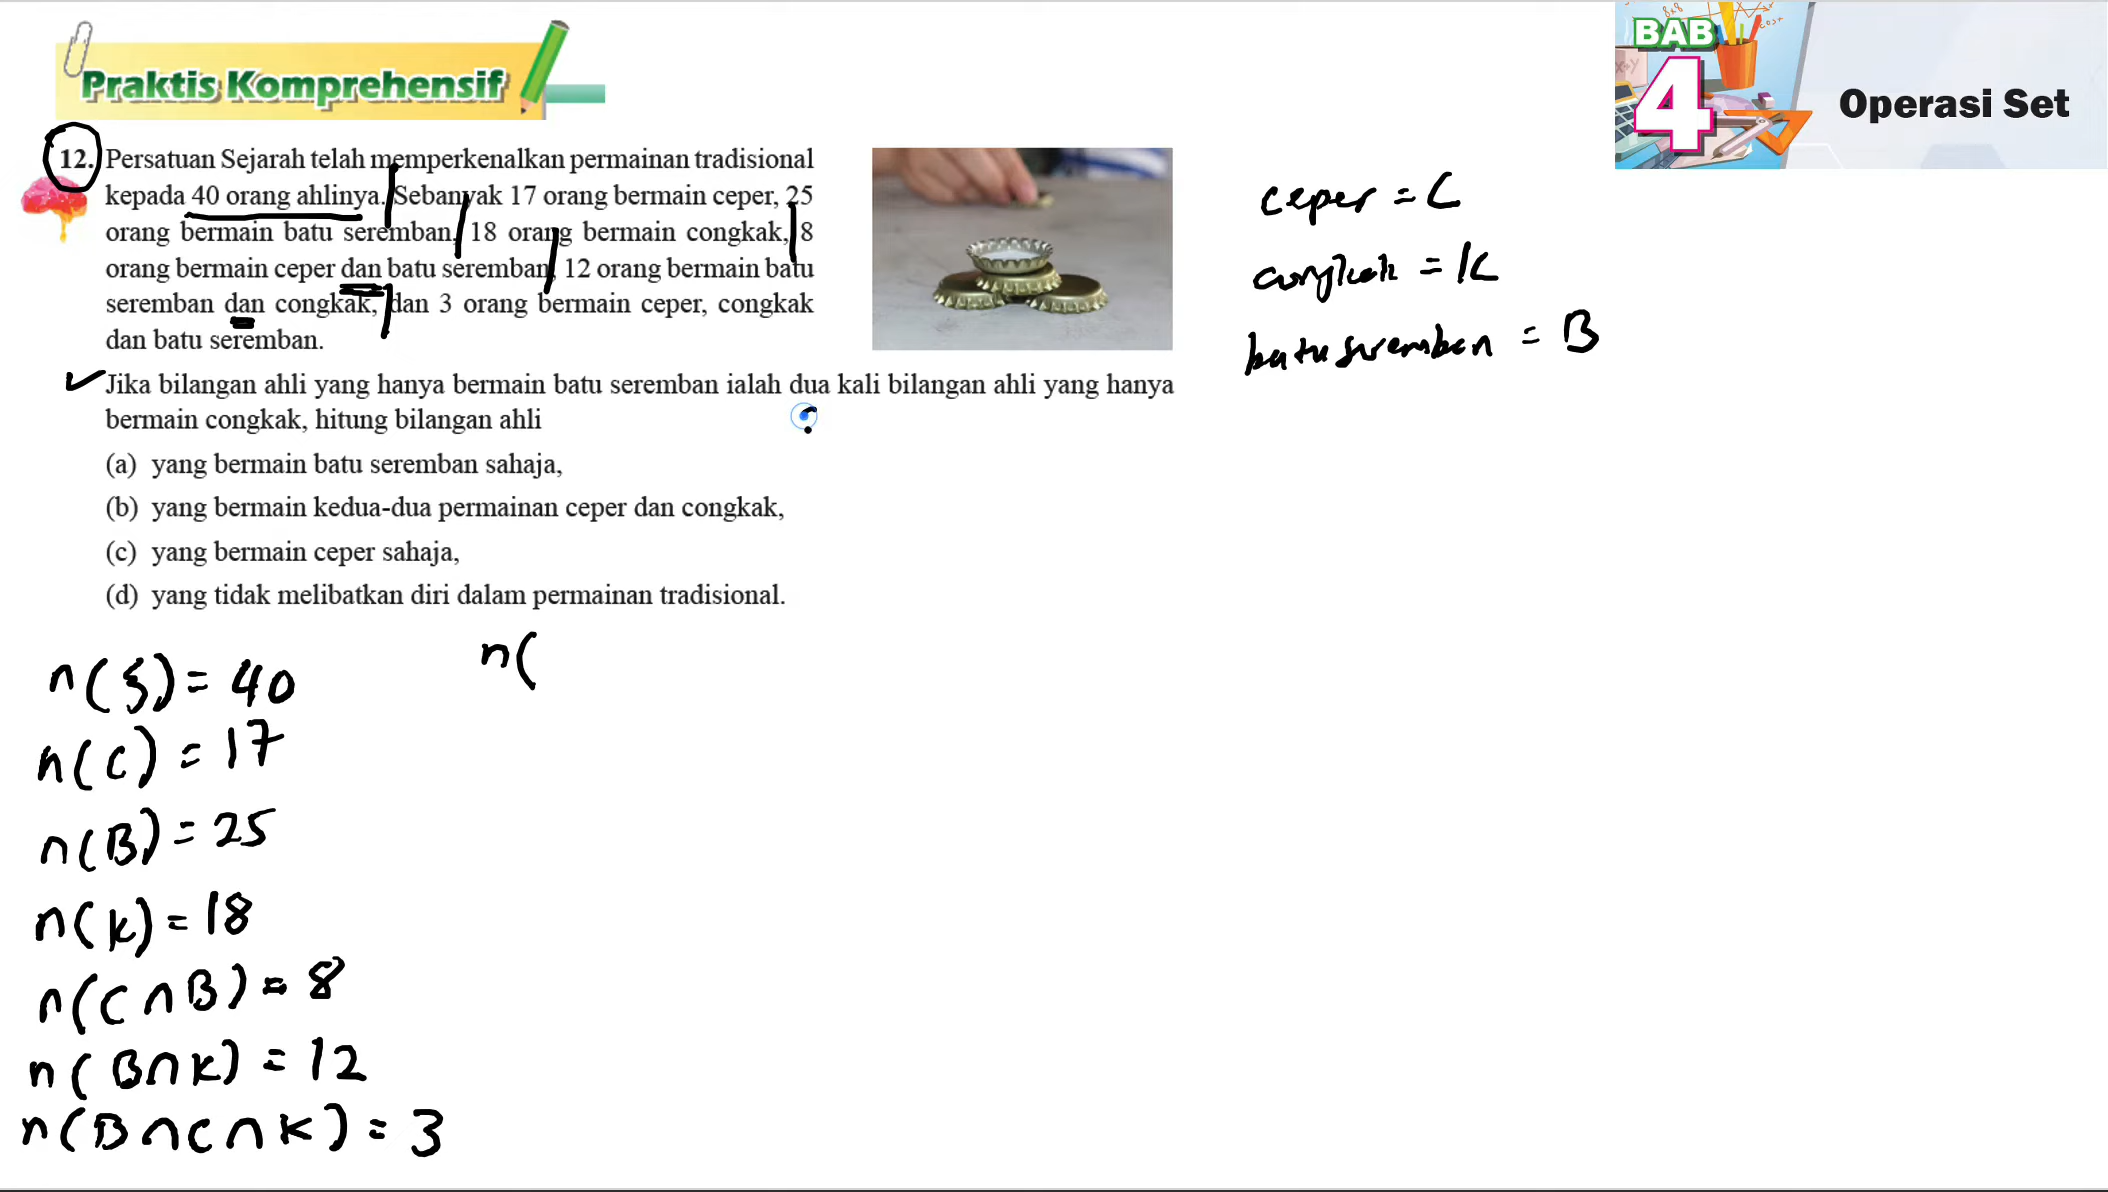 Praktis Komprehensif
BAB
4
Operasi Set
12. Persatuan Sejarah telah memperkenalkan permainan tradisional
kepada 40 orang ahlinya. Sebanyak 17 orang bermain ceper, 25
orang bermain batu seremban, 18 orang bermain congkak, 8
orang bermain ceper dan batu seremban, 12 orang bermain batu
seremban dan congkak, dan 3 orang bermain ceper, congkak
dan batu seremban.
Jika bilangan ahli yang hanya bermain batu seremban ialah dua kali bilangan ahli yang hanya
bermain congkak, hitung bilangan ahli
(a) yang bermain batu seremban sahaja,
(b) yang bermain kedua-dua permainan ceper dan congkak,
(c) yang bermain ceper sahaja,
(d) yang tidak melibatkan diri dalam permainan tradisional.
ceper = C
congkak = K
batu seremban = B
n(ξ) = 40
n(C) = 17
n(B) = 25
n(K) = 18
n(C ∩ B) = 8
n(B ∩ K) = 12
n(B ∩ C ∩ K) = 3
n(